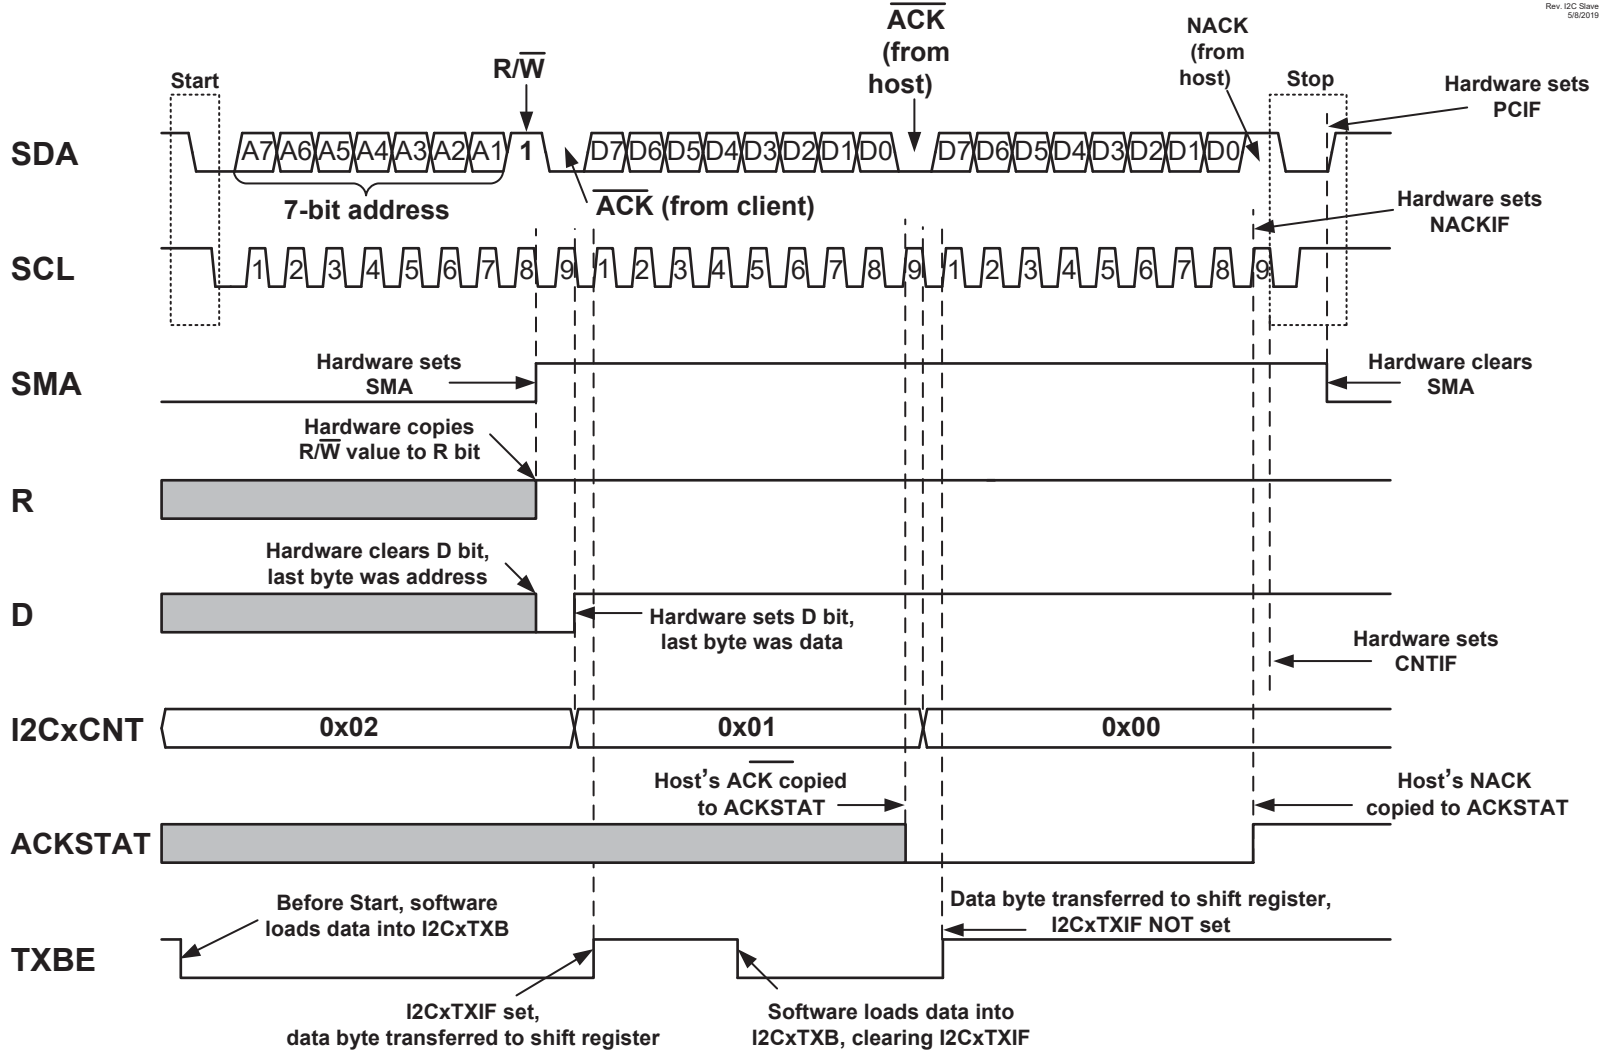 Rev. I2C Slave
5/8/2019
ACK
(from
host)
NACK
(from
host)
R/W
Start
Stop
Hardware sets
PCIF
SDA
A7 A6 A5 A4 A3 A2 A1 1 D7 D6 D5 D4 D3 D2 D1 D0 D7 D6 D5 D4 D3 D2 D1 D0
7-bit address
ACK (from client)
Hardware sets
NACKIF
SCL
1 2 3 4 5 6 7 8 9 1 2 3 4 5 6 7 8 9 1 2 3 4 5 6 7 8 9
SMA
Hardware sets
SMA
Hardware clears
SMA
Hardware copies
R/W value to R bit
R
Hardware clears D bit,
last byte was address
D
Hardware sets D bit,
last byte was data
Hardware sets
CNTIF
I2CxCNT
0x02 0x01 0x00
Host's ACK copied
to ACKSTAT
Host's NACK
copied to ACKSTAT
ACKSTAT
Before Start, software
loads data into I2CxTXB
Data byte transferred to shift register,
I2CxTXIF NOT set
TXBE
I2CxTXIF set,
data byte transferred to shift register
Software loads data into
I2CxTXB, clearing I2CxTXIF